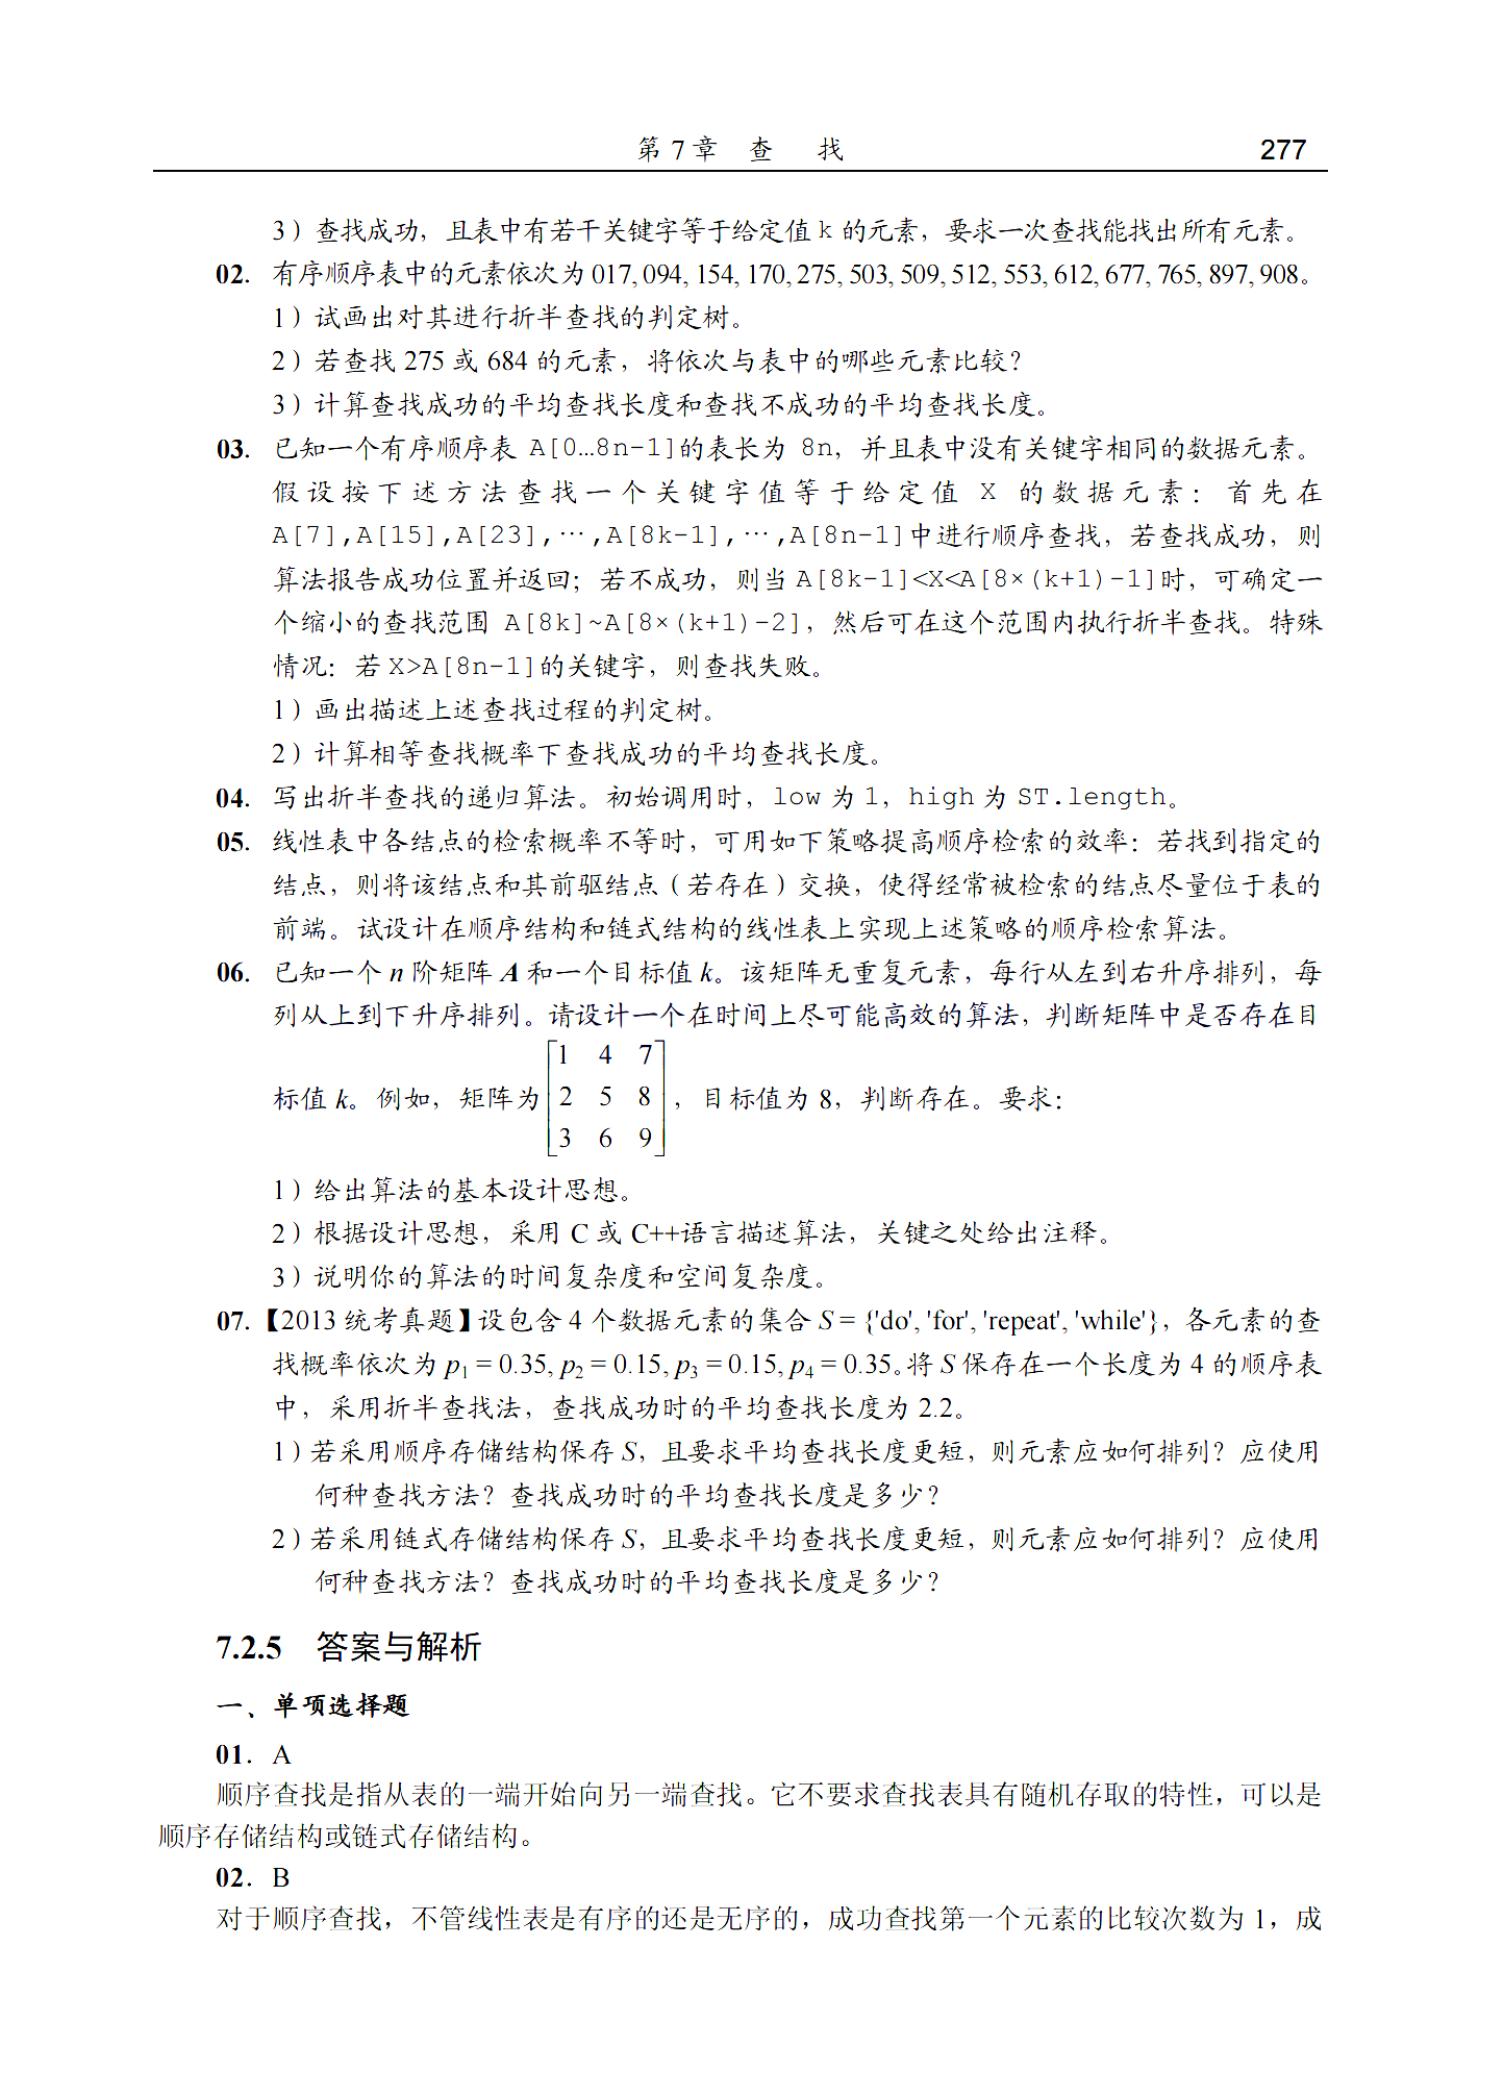 第 7 章 查 找 277
3）查找成功，且表中有若干关键字等于给定值 k 的元素，要求一次查找能找出所有元素。
02. 有序顺序表中的元素依次为 017, 094, 154, 170, 275, 503, 509, 512, 553, 612, 677, 765, 897, 908。
1）试画出对其进行折半查找的判定树。
2）若查找 275 或 684 的元素，将依次与表中的哪些元素比较？
3）计算查找成功的平均查找长度和查找不成功的平均查找长度。
03. 已知一个有序顺序表 A[0…8n-1]的表长为 8n，并且表中没有关键字相同的数据元素。
假设按下述方法查找一个关键字值等于给定值 X 的数据元素：首先在
A[7],A[15],A[23],…,A[8k-1],…,A[8n-1]中进行顺序查找，若查找成功，则
算法报告成功位置并返回；若不成功，则当 A[8k-1]<X<A[8×(k+1)-1]时，可确定一
个缩小的查找范围 A[8k]~A[8×(k+1)-2]，然后可在这个范围内执行折半查找。特殊
情况：若 X>A[8n-1]的关键字，则查找失败。
1）画出描述上述查找过程的判定树。
2）计算相等查找概率下查找成功的平均查找长度。
04. 写出折半查找的递归算法。初始调用时，low 为 1，high 为 ST.length。
05. 线性表中各结点的检索概率不等时，可用如下策略提高顺序检索的效率：若找到指定的
结点，则将该结点和其前驱结点（若存在）交换，使得经常被检索的结点尽量位于表的
前端。试设计在顺序结构和链式结构的线性表上实现上述策略的顺序检索算法。
06. 已知一个 n 阶矩阵 A 和一个目标值 k。该矩阵无重复元素，每行从左到右升序排列，每
列从上到下升序排列。请设计一个在时间上尽可能高效的算法，判断矩阵中是否存在目
1 4 7
标值 k。例如，矩阵为 2 5 8 ，目标值为 8，判断存在。要求：
3 6 9
1）给出算法的基本设计思想。
2）根据设计思想，采用 C 或 C++语言描述算法，关键之处给出注释。
3）说明你的算法的时间复杂度和空间复杂度。
07.【2013 统考真题】设包含 4 个数据元素的集合 S = {'do', 'for', 'repeat', 'while'}，各元素的查
找概率依次为 p₁ = 0.35, p₂ = 0.15, p₃ = 0.15, p₄ = 0.35。将 S 保存在一个长度为 4 的顺序表
中，采用折半查找法，查找成功时的平均查找长度为 2.2。
1）若采用顺序存储结构保存 S，且要求平均查找长度更短，则元素应如何排列？应使用
何种查找方法？查找成功时的平均查找长度是多少？
2）若采用链式存储结构保存 S，且要求平均查找长度更短，则元素应如何排列？应使用
何种查找方法？查找成功时的平均查找长度是多少？
7.2.5 答案与解析
一、单项选择题
01. A
顺序查找是指从表的一端开始向另一端查找。它不要求查找表具有随机存取的特性，可以是
顺序存储结构或链式存储结构。
02. B
对于顺序查找，不管线性表是有序的还是无序的，成功查找第一个元素的比较次数为 1，成